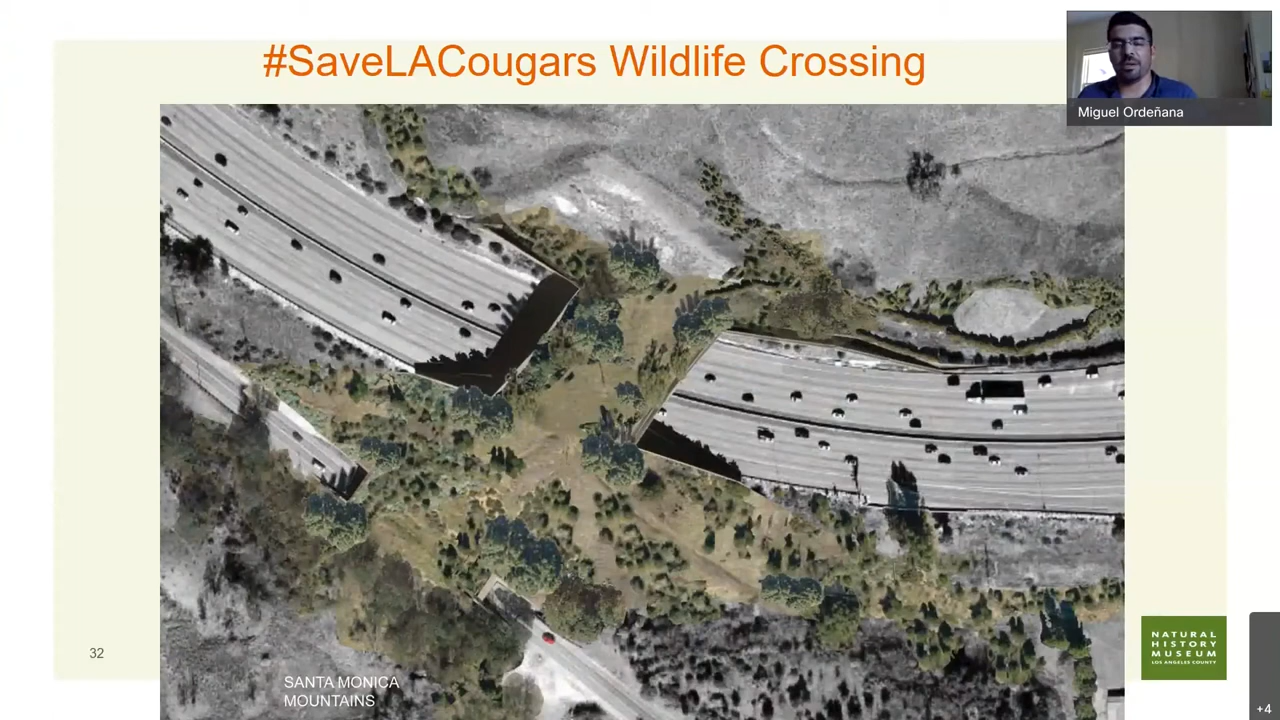 #SaveLACougars Wildlife Crossing
Miguel Ordeñana
32
SANTA MONICA
MOUNTAINS
NATURAL
HISTORY
MUSEUM
LOS ANGELES COUNTY
+4